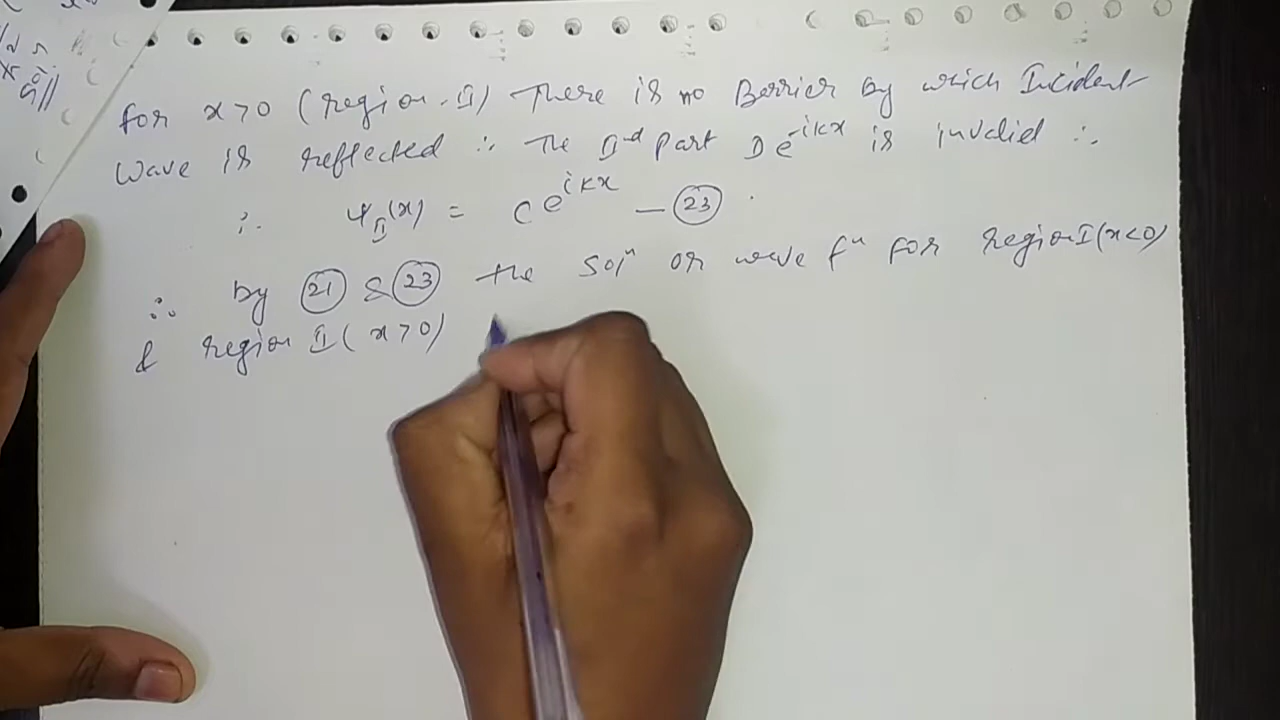 for x > 0 (region - II) There is no Barrier by which Incident
wave is reflected ∴ The IInd Part De^{-ikx} is invalid ∴
∴ Ψ_II(x) = Ce^{ikx} — (23)
∴ by (21) & (23) the Solⁿ or wave fⁿ for region I (x < 0)
& region II (x > 0)